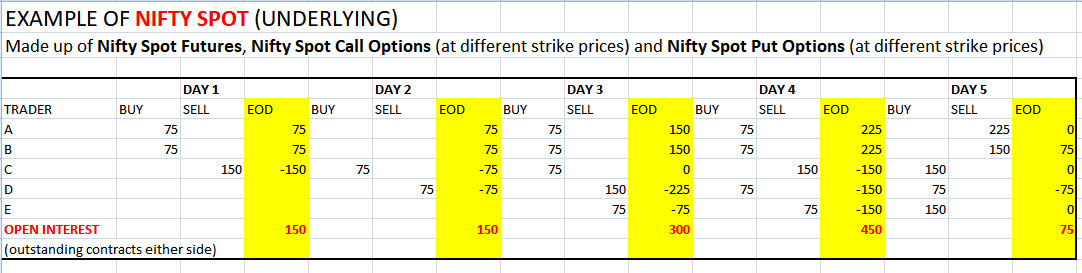 EXAMPLE OF NIFTY SPOT (UNDERLYING)
Made up of Nifty Spot Futures, Nifty Spot Call Options (at different strike prices) and Nifty Spot Put Options (at different strike prices)
DAY 1 DAY 2 DAY 3 DAY 4 DAY 5
TRADER BUY SELL EOD BUY SELL EOD BUY SELL EOD BUY SELL EOD BUY SELL EOD
A 75 75 75 75 150 75 225 225 0
B 75 75 75 75 150 75 225 150 75
C 150 -150 75 -75 75 0 150 -150 150 0
D 75 -75 150 -225 75 -150 75 -75
E 75 -75 75 -150 150 0
OPEN INTEREST 150 150 300 450 75
(outstanding contracts either side)